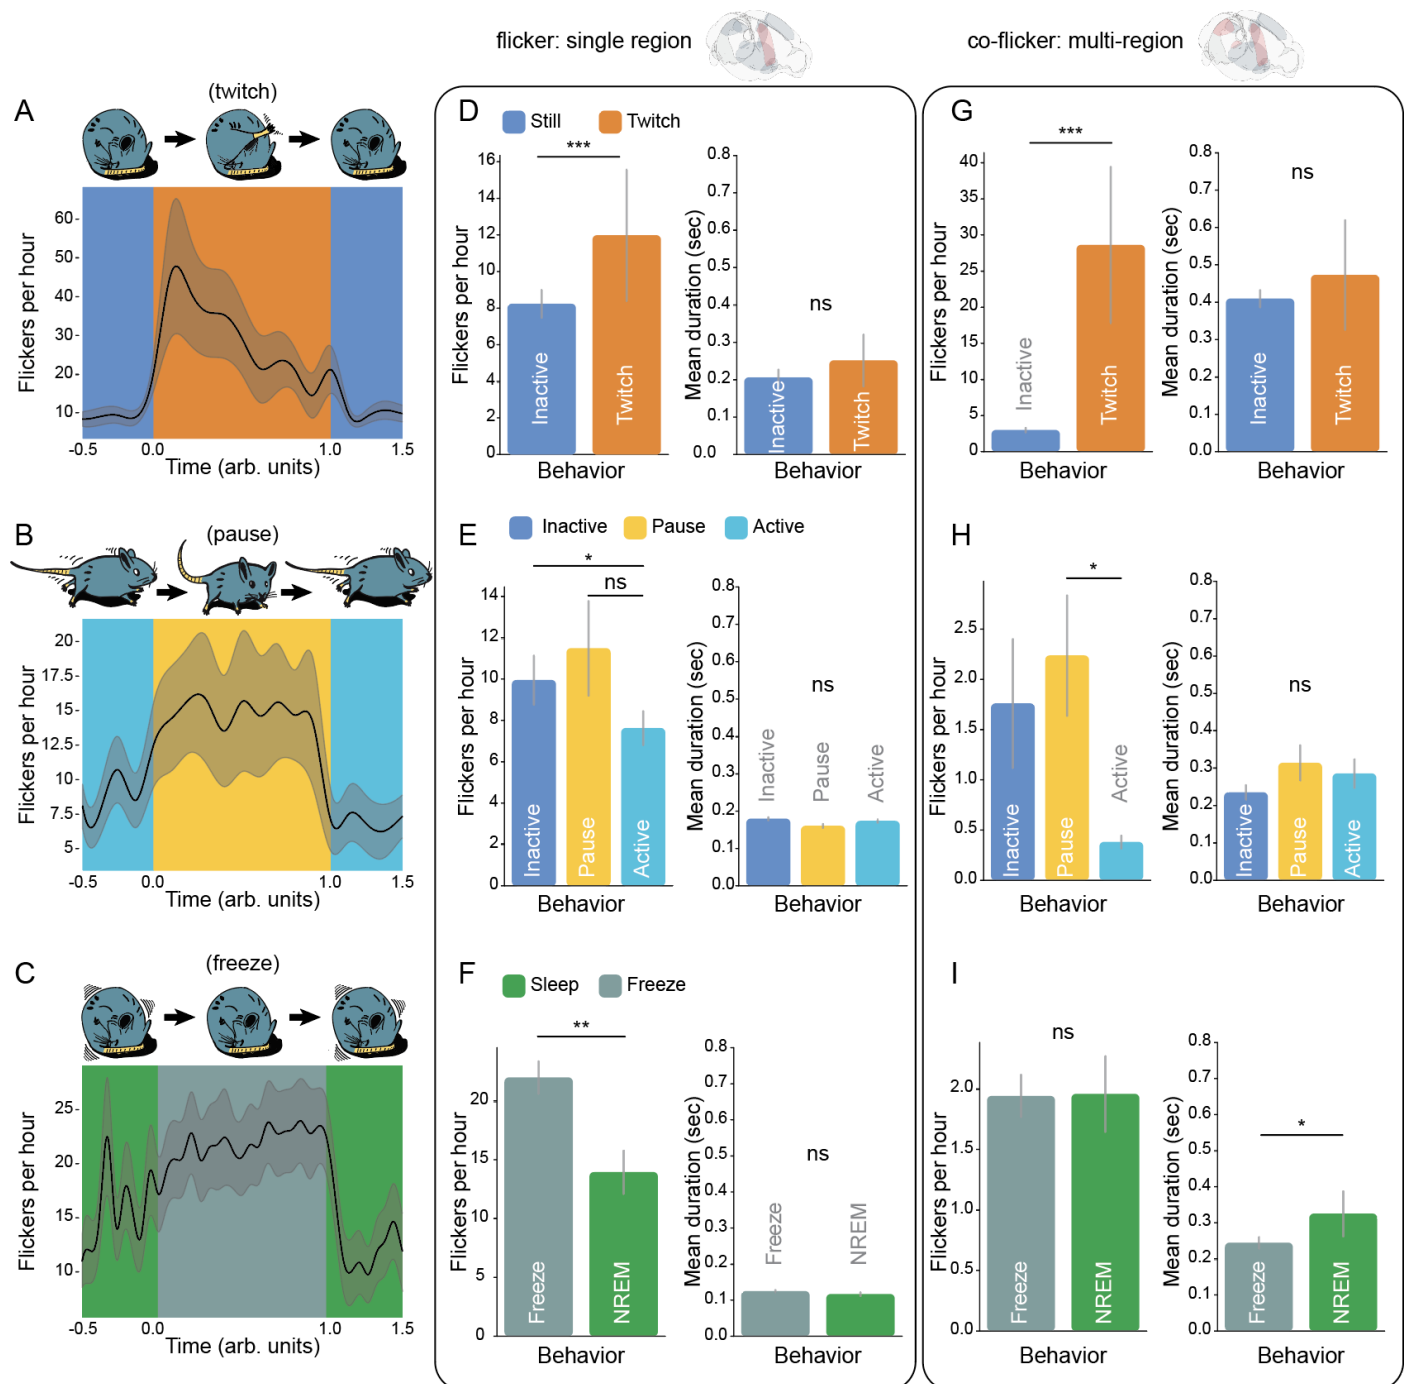 flicker: single region
co-flicker: multi-region
A
(twitch)
Flickers per hour
60
50
40
30
20
10
-0.5
0.0
1.0
1.5
Time (arb. units)
D
Still
Twitch
***
Flickers per hour
16
14
12
10
8
6
4
2
0
Inactive
Twitch
Behavior
Mean duration (sec)
0.8
0.7
0.6
0.5
0.4
0.3
0.2
0.1
0.0
ns
Inactive
Twitch
Behavior
G
***
Flickers per hour
40
35
30
25
20
15
10
5
0
Inactive
Twitch
Behavior
Mean duration (sec)
0.8
0.7
0.6
0.5
0.4
0.3
0.2
0.1
0.0
ns
Inactive
Twitch
Behavior
B
(pause)
Flickers per hour
20
17.5
15
12.5
10
7.5
5
-0.5
0.0
1.0
1.5
Time (arb. units)
E
Inactive
Pause
Active
*
ns
Flickers per hour
14
12
10
8
6
4
2
0
Inactive
Pause
Active
Behavior
Mean duration (sec)
0.8
0.7
0.6
0.5
0.4
0.3
0.2
0.1
0.0
ns
Inactive
Pause
Active
Behavior
H
*
Flickers per hour
2.5
2.0
1.5
1.0
0.5
0.0
Inactive
Pause
Active
Behavior
Mean duration (sec)
0.8
0.7
0.6
0.5
0.4
0.3
0.2
0.1
0.0
ns
Inactive
Pause
Active
Behavior
C
(freeze)
Flickers per hour
25
20
15
10
-0.5
0.0
1.0
1.5
Time (arb. units)
F
Sleep
Freeze
**
Flickers per hour
20
15
10
5
0
Freeze
NREM
Behavior
Mean duration (sec)
0.8
0.7
0.6
0.5
0.4
0.3
0.2
0.1
0.0
ns
Freeze
NREM
Behavior
I
ns
Flickers per hour
2.0
1.5
1.0
0.5
0.0
Freeze
NREM
Behavior
Mean duration (sec)
0.8
0.7
0.6
0.5
0.4
0.3
0.2
0.1
0.0
*
Freeze
NREM
Behavior